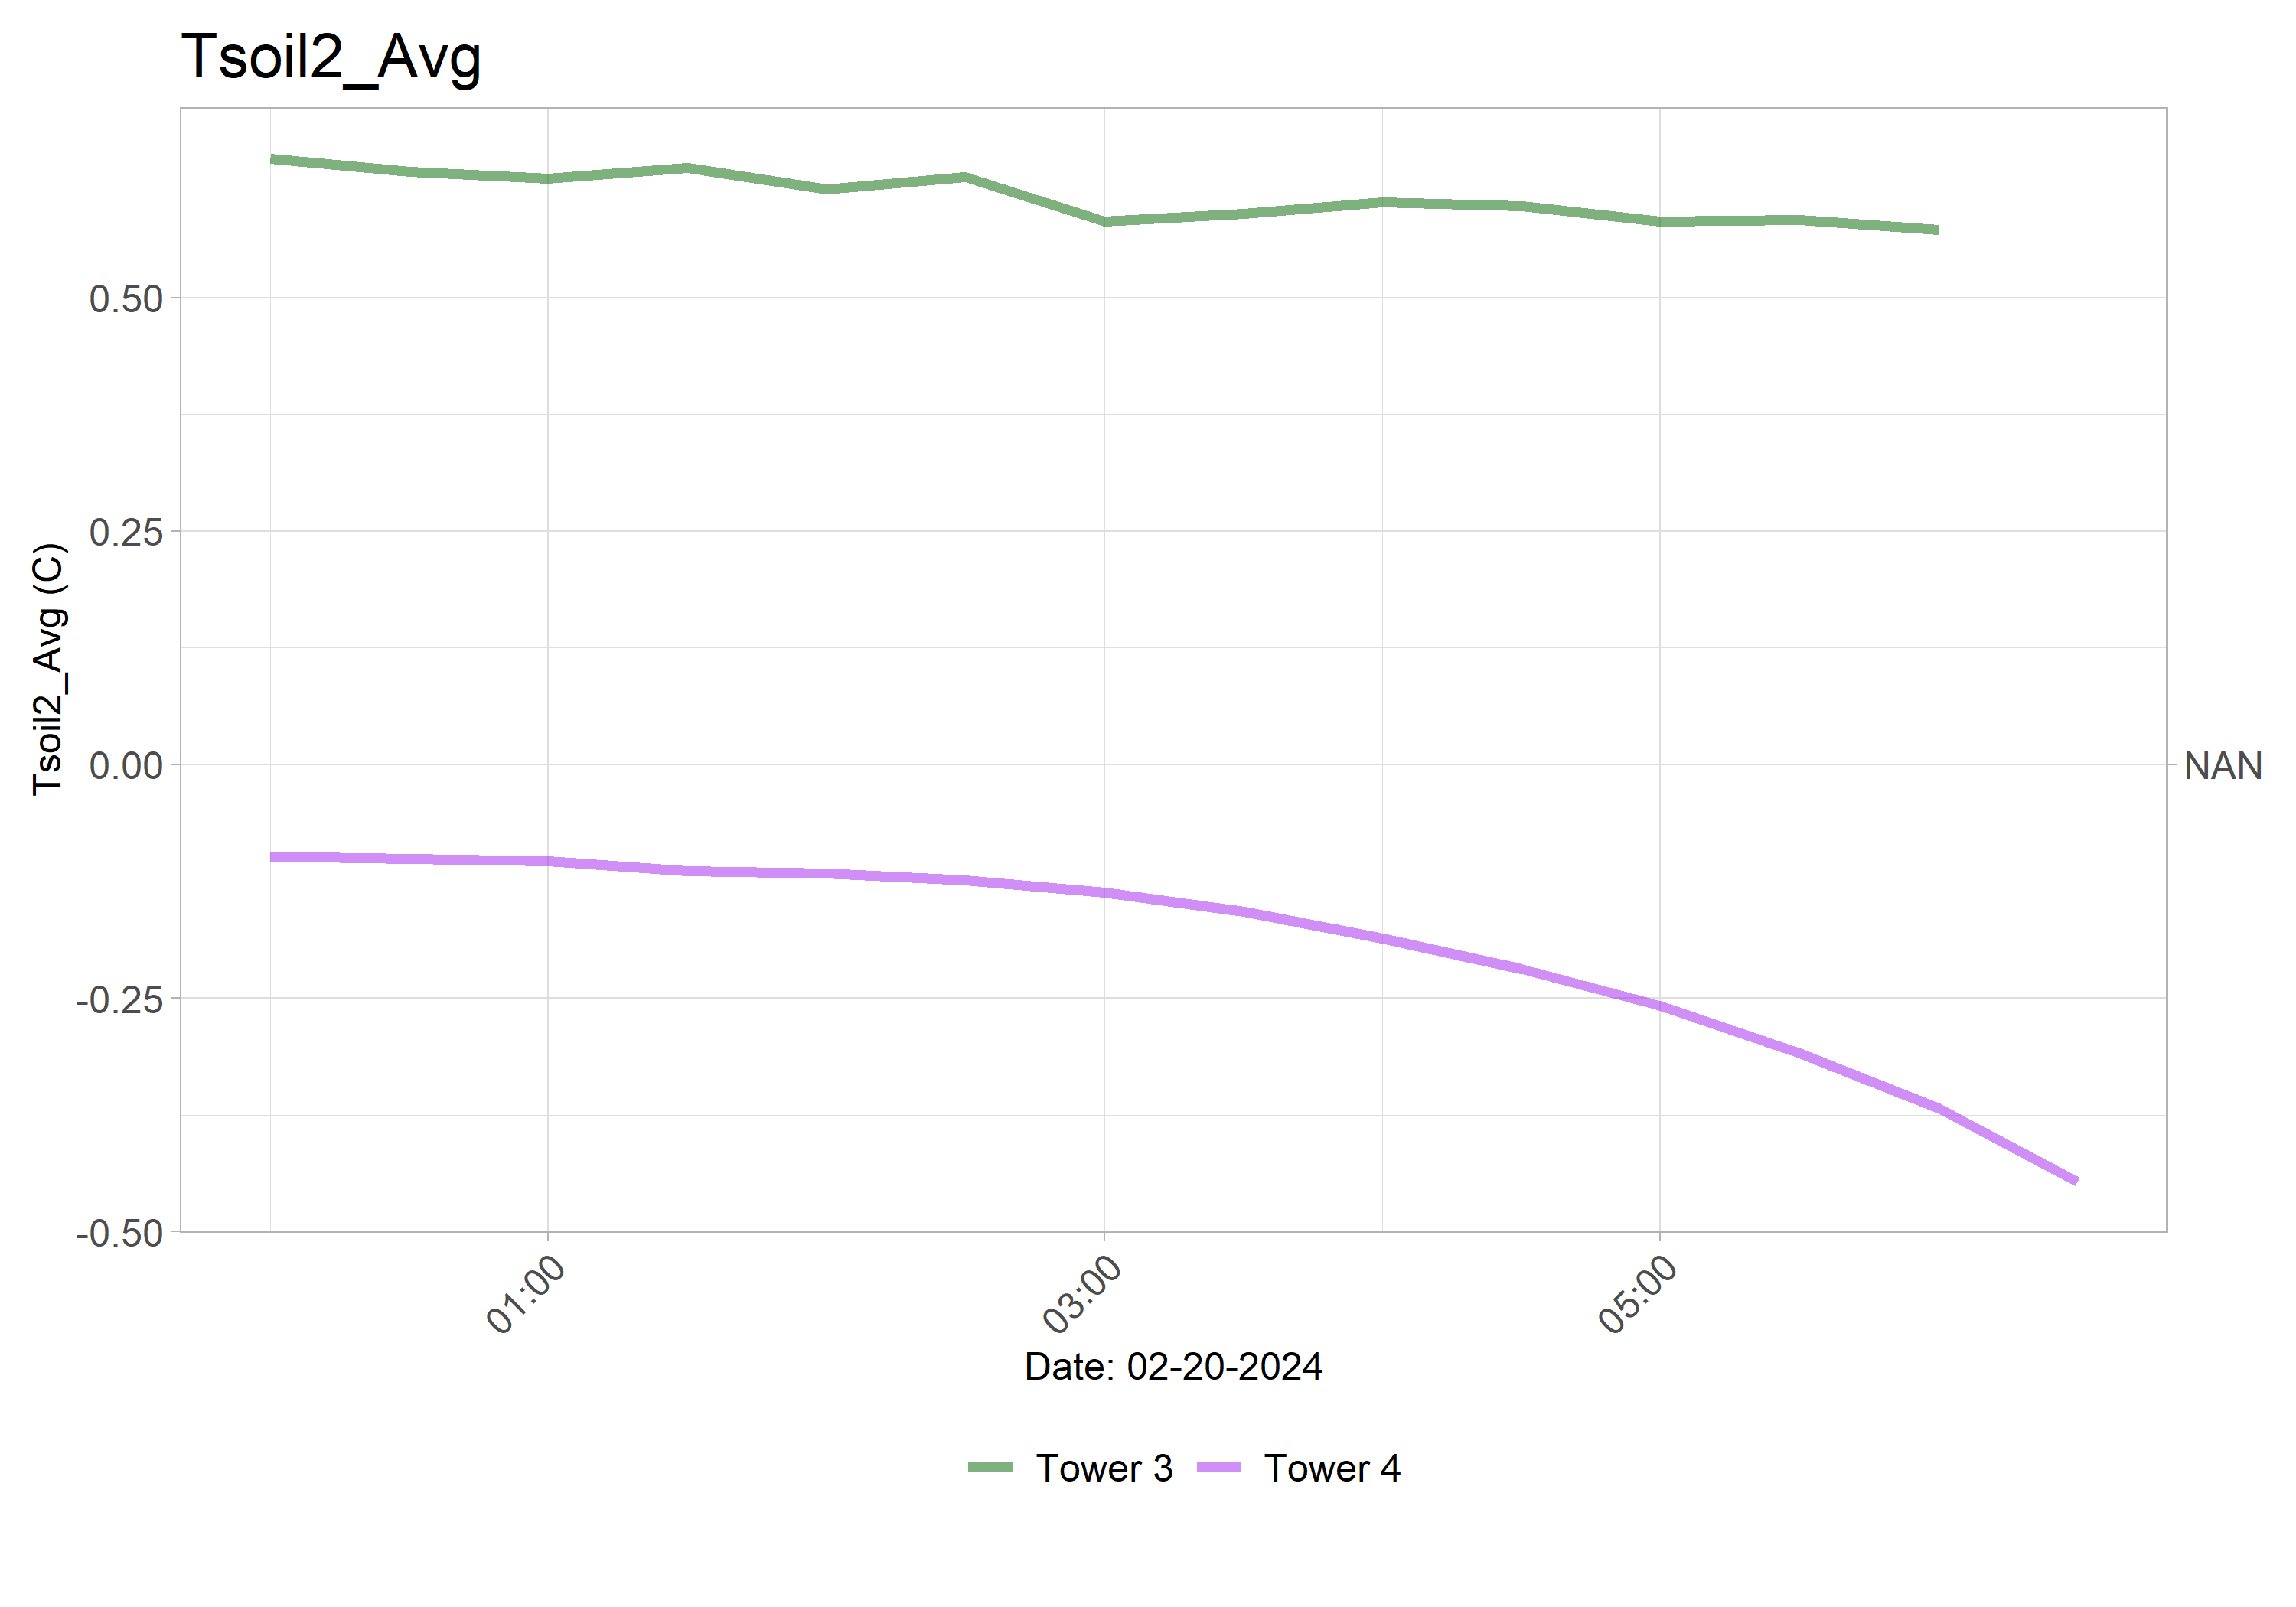 Tsoil2_Avg
Tsoil2_Avg (C)
0.50
0.25
0.00
-0.25
-0.50
NAN
01:00
03:00
05:00
Date: 02-20-2024
Tower 3
Tower 4